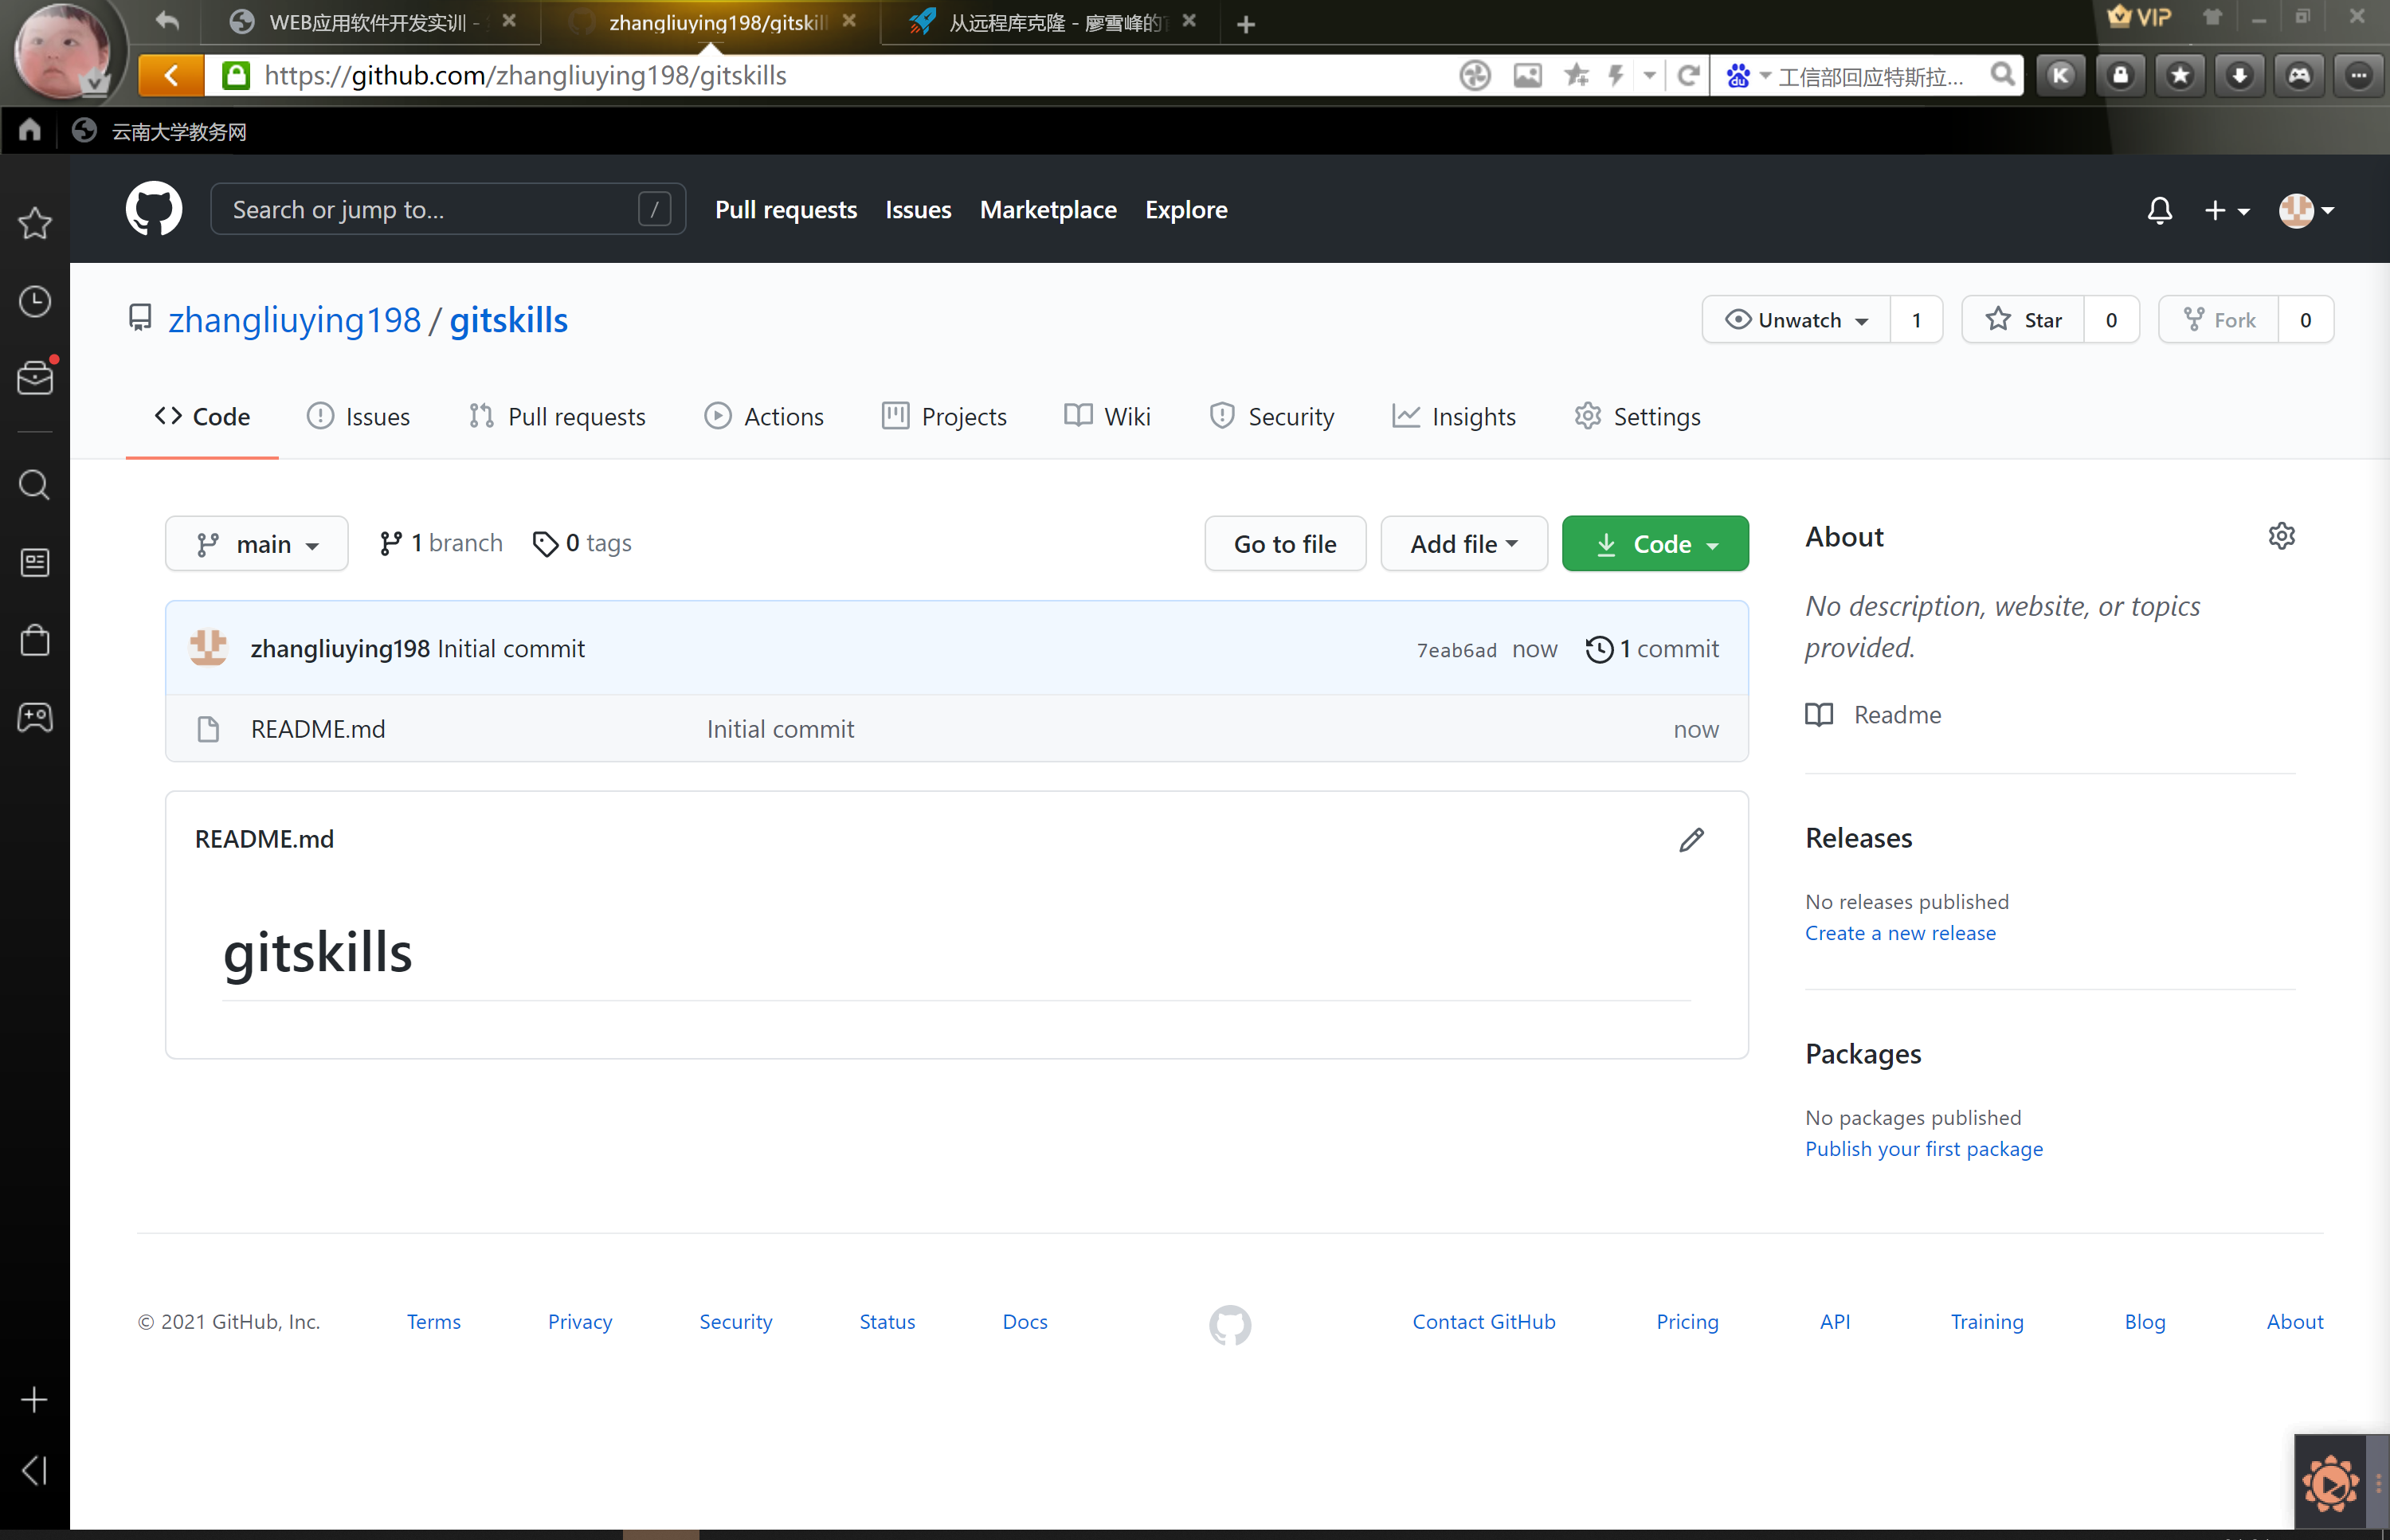 WEB应用软件开发实训 -
zhangliuying198/gitskill
从远程库克隆 - 廖雪峰的
VIP
https://github.com/zhangliuying198/gitskills
工信部回应特斯拉...
云南大学教务网
Search or jump to...
/
Pull requests
Issues
Marketplace
Explore
zhangliuying198 / gitskills
Unwatch
1
Star
0
Fork
0
Code
Issues
Pull requests
Actions
Projects
Wiki
Security
Insights
Settings
main
1 branch
0 tags
Go to file
Add file
Code
zhangliuying198 Initial commit
7eab6ad now
1 commit
README.md
Initial commit
now
README.md
gitskills
About
No description, website, or topics
provided.
Readme
Releases
No releases published
Create a new release
Packages
No packages published
Publish your first package
© 2021 GitHub, Inc.
Terms
Privacy
Security
Status
Docs
Contact GitHub
Pricing
API
Training
Blog
About